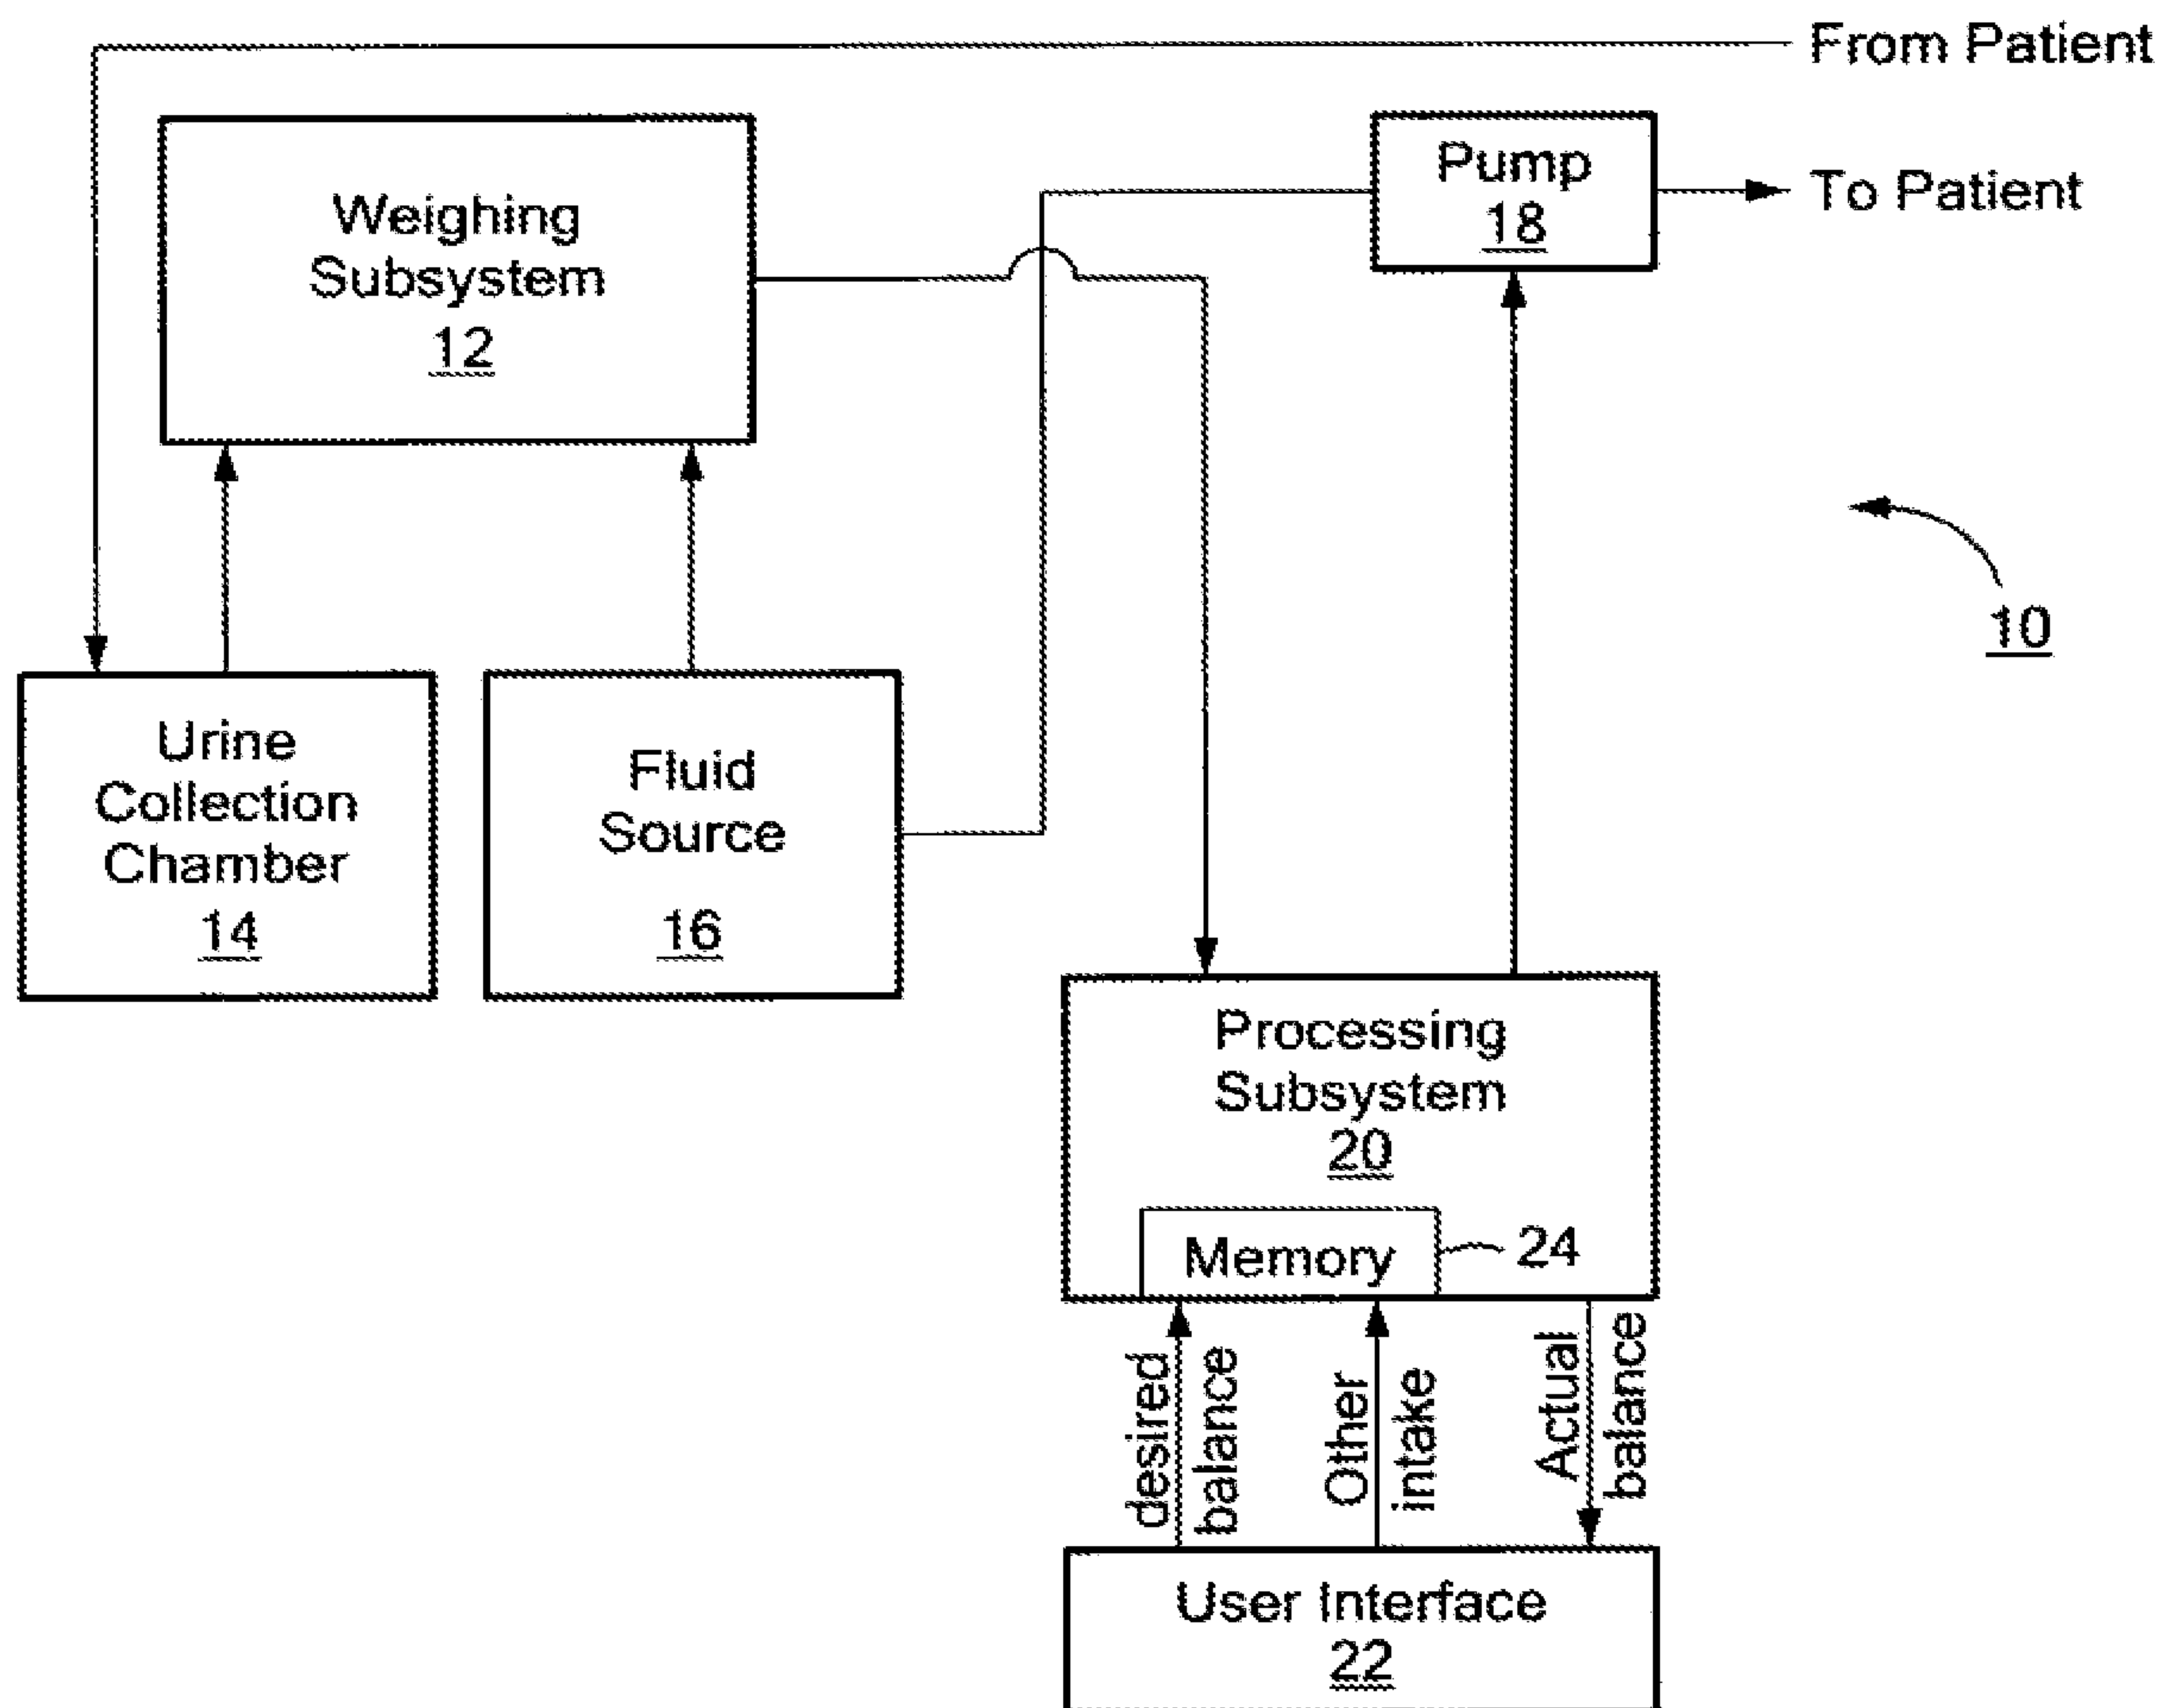 From Patient
Weighing
Subsystem
12
Pump
18
To Patient
10
Urine
Collection
Chamber
14
Fluid
Source
16
Processing
Subsystem
20
Memory
24
desired
balance
Other
intake
Actual
balance
User Interface
22